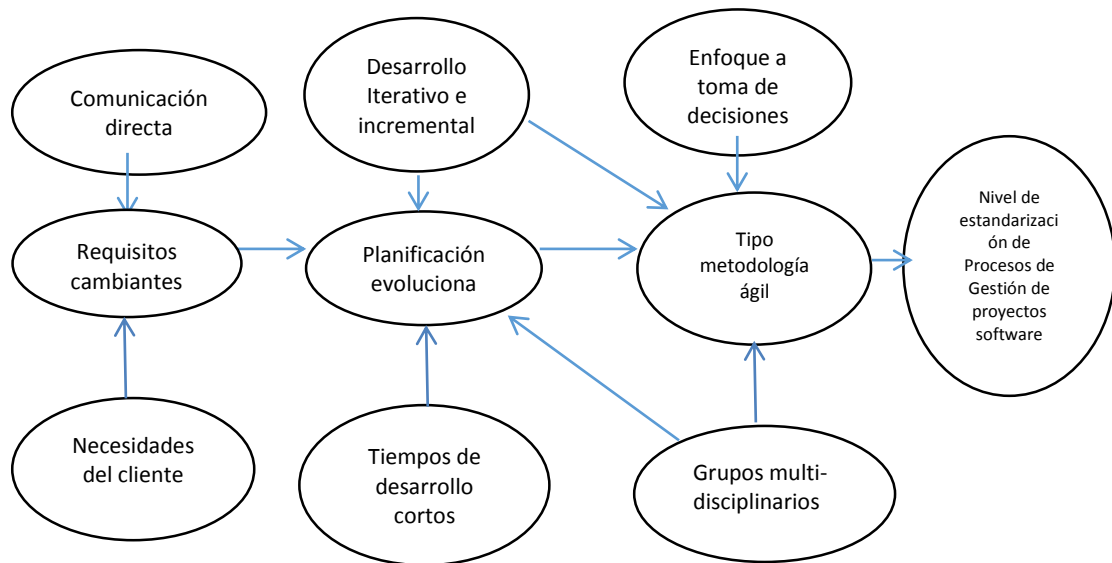 Comunicación
directa
Desarrollo
Iterativo e
incremental
Enfoque a
toma de
decisiones
Requisitos
cambiantes
Planificación
evoluciona
Tipo
metodología
ágil
Nivel de
estandarizaci
ón de
Procesos de
Gestión de
proyectos
software
Necesidades
del cliente
Tiempos de
desarrollo
cortos
Grupos multi-
disciplinarios